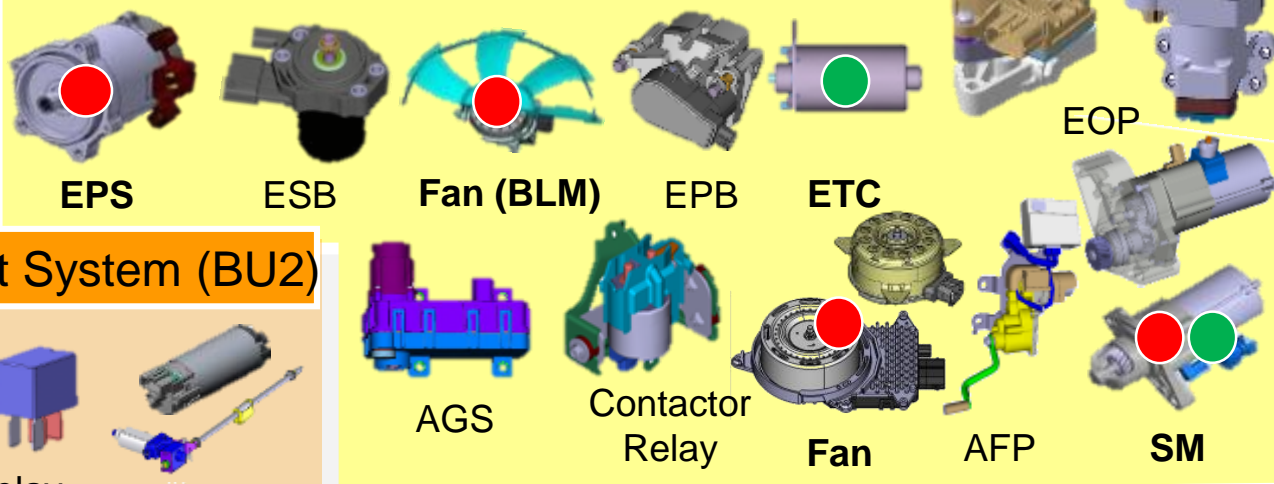 EOP
EPS
ESB
Fan (BLM)
EPB
ETC
t System (BU2)
AGS
Contactor
Relay
Fan
AFP
SM